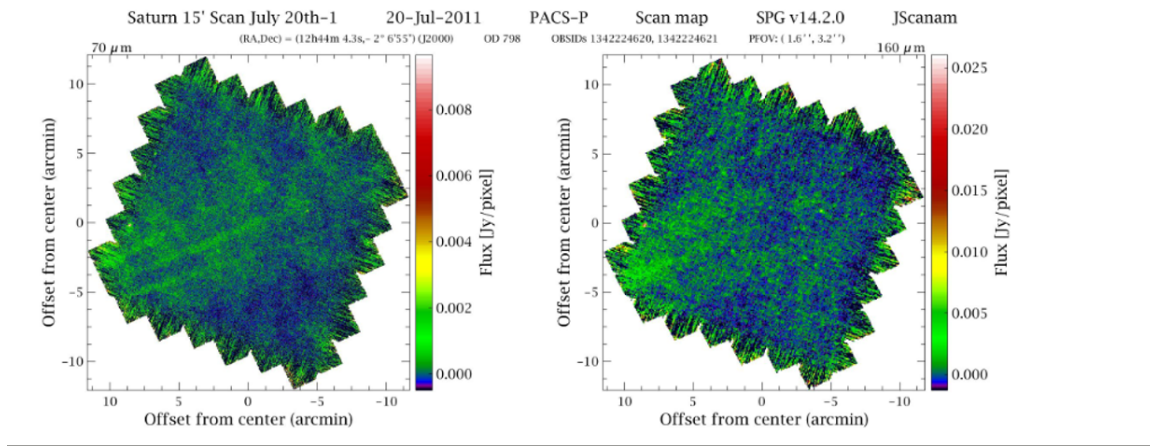 Saturn 15' Scan July 20th-1 20-Jul-2011 PACS-P Scan map SPG v14.2.0 JScanam
(RA,Dec) = (12h44m 4.3s,− 2° 6'55'') (J2000) OD 798 OBSIDs 1342224620, 1342224621 PFOV: ( 1.6'', 3.2'')
70 μm
160 μm
10
5
0
−5
−10
Offset from center (arcmin)
10 5 0 −5 −10
Offset from center (arcmin)
0.008
0.006
0.004
0.002
0.000
Flux [Jy/pixel]
10
5
0
−5
−10
Offset from center (arcmin)
10 5 0 −5 −10
Offset from center (arcmin)
0.025
0.020
0.015
0.010
0.005
0.000
Flux [Jy/pixel]